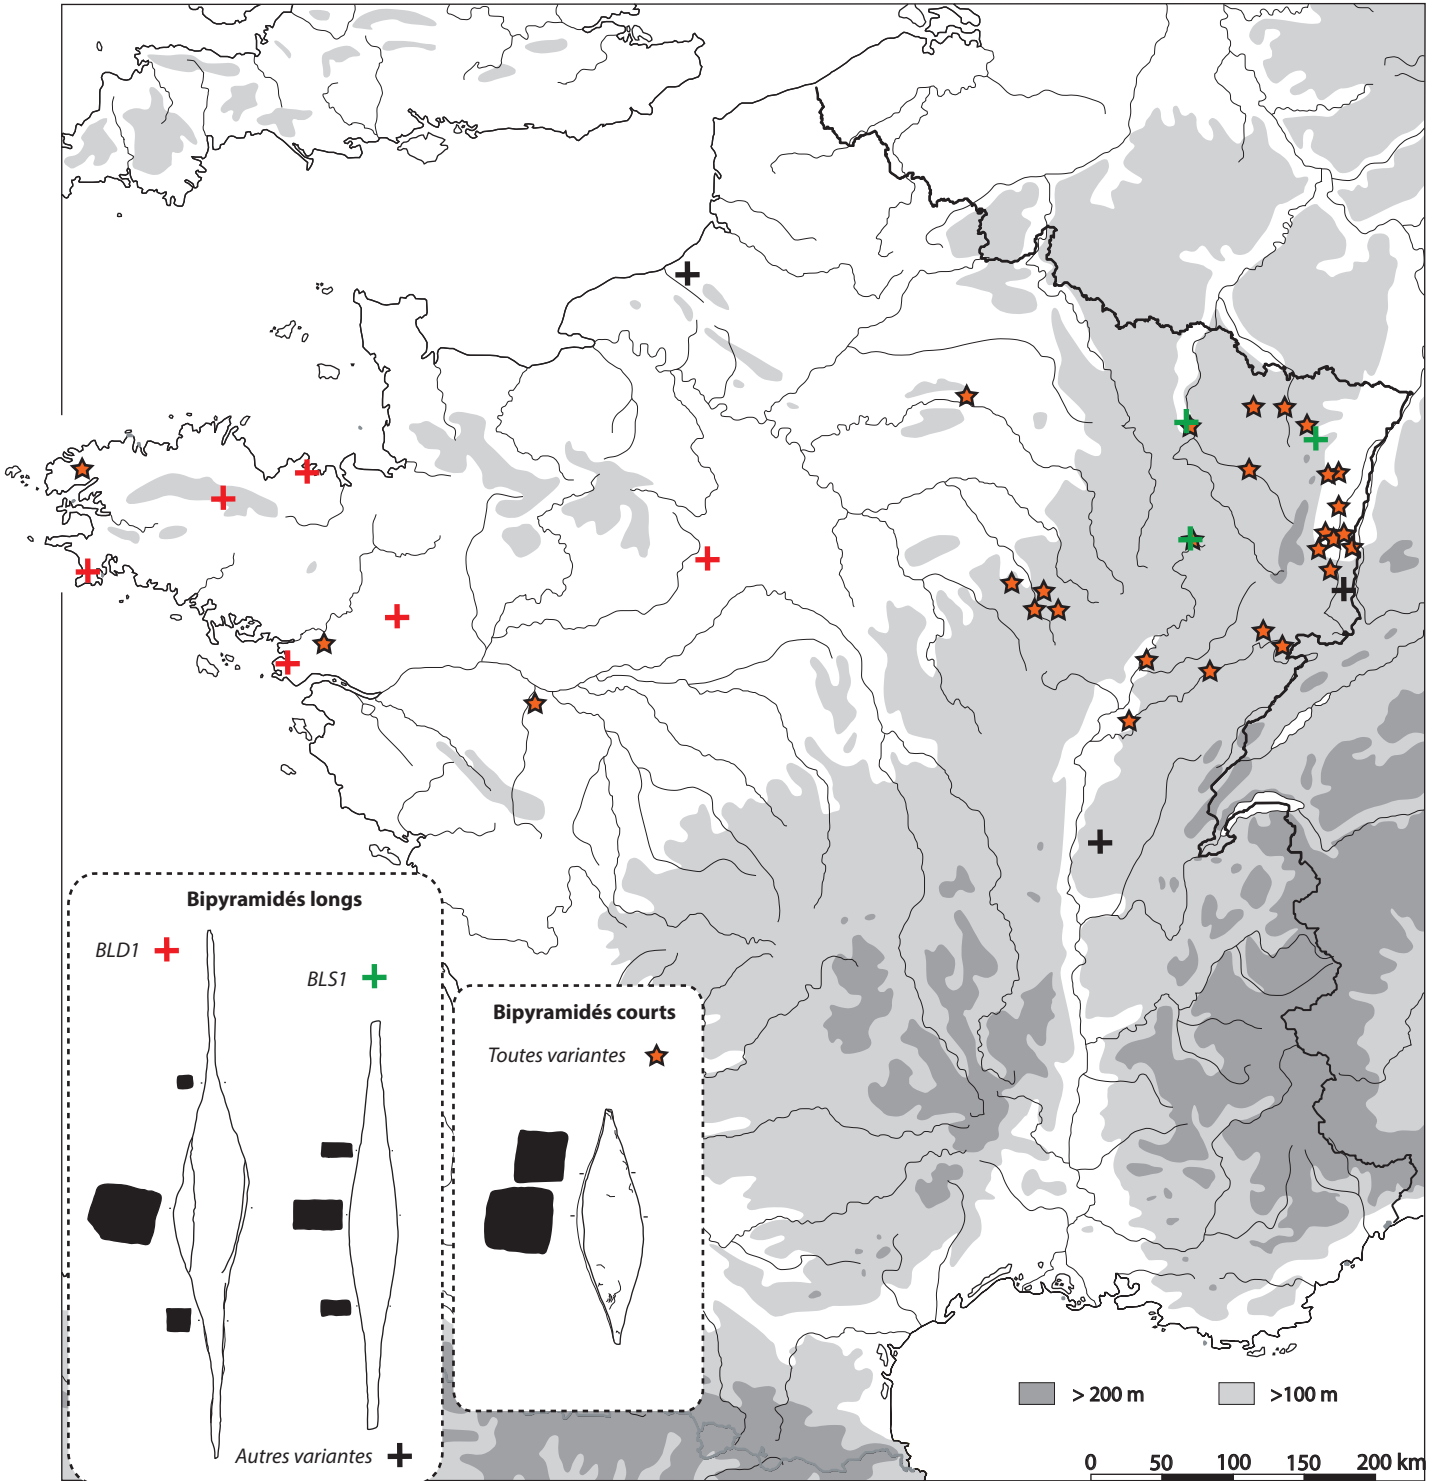 Bipyramidés longs
BLD1
BLS1
Autres variantes
Bipyramidés courts
Toutes variantes
> 200 m
>100 m
0 50 100 150 200 km